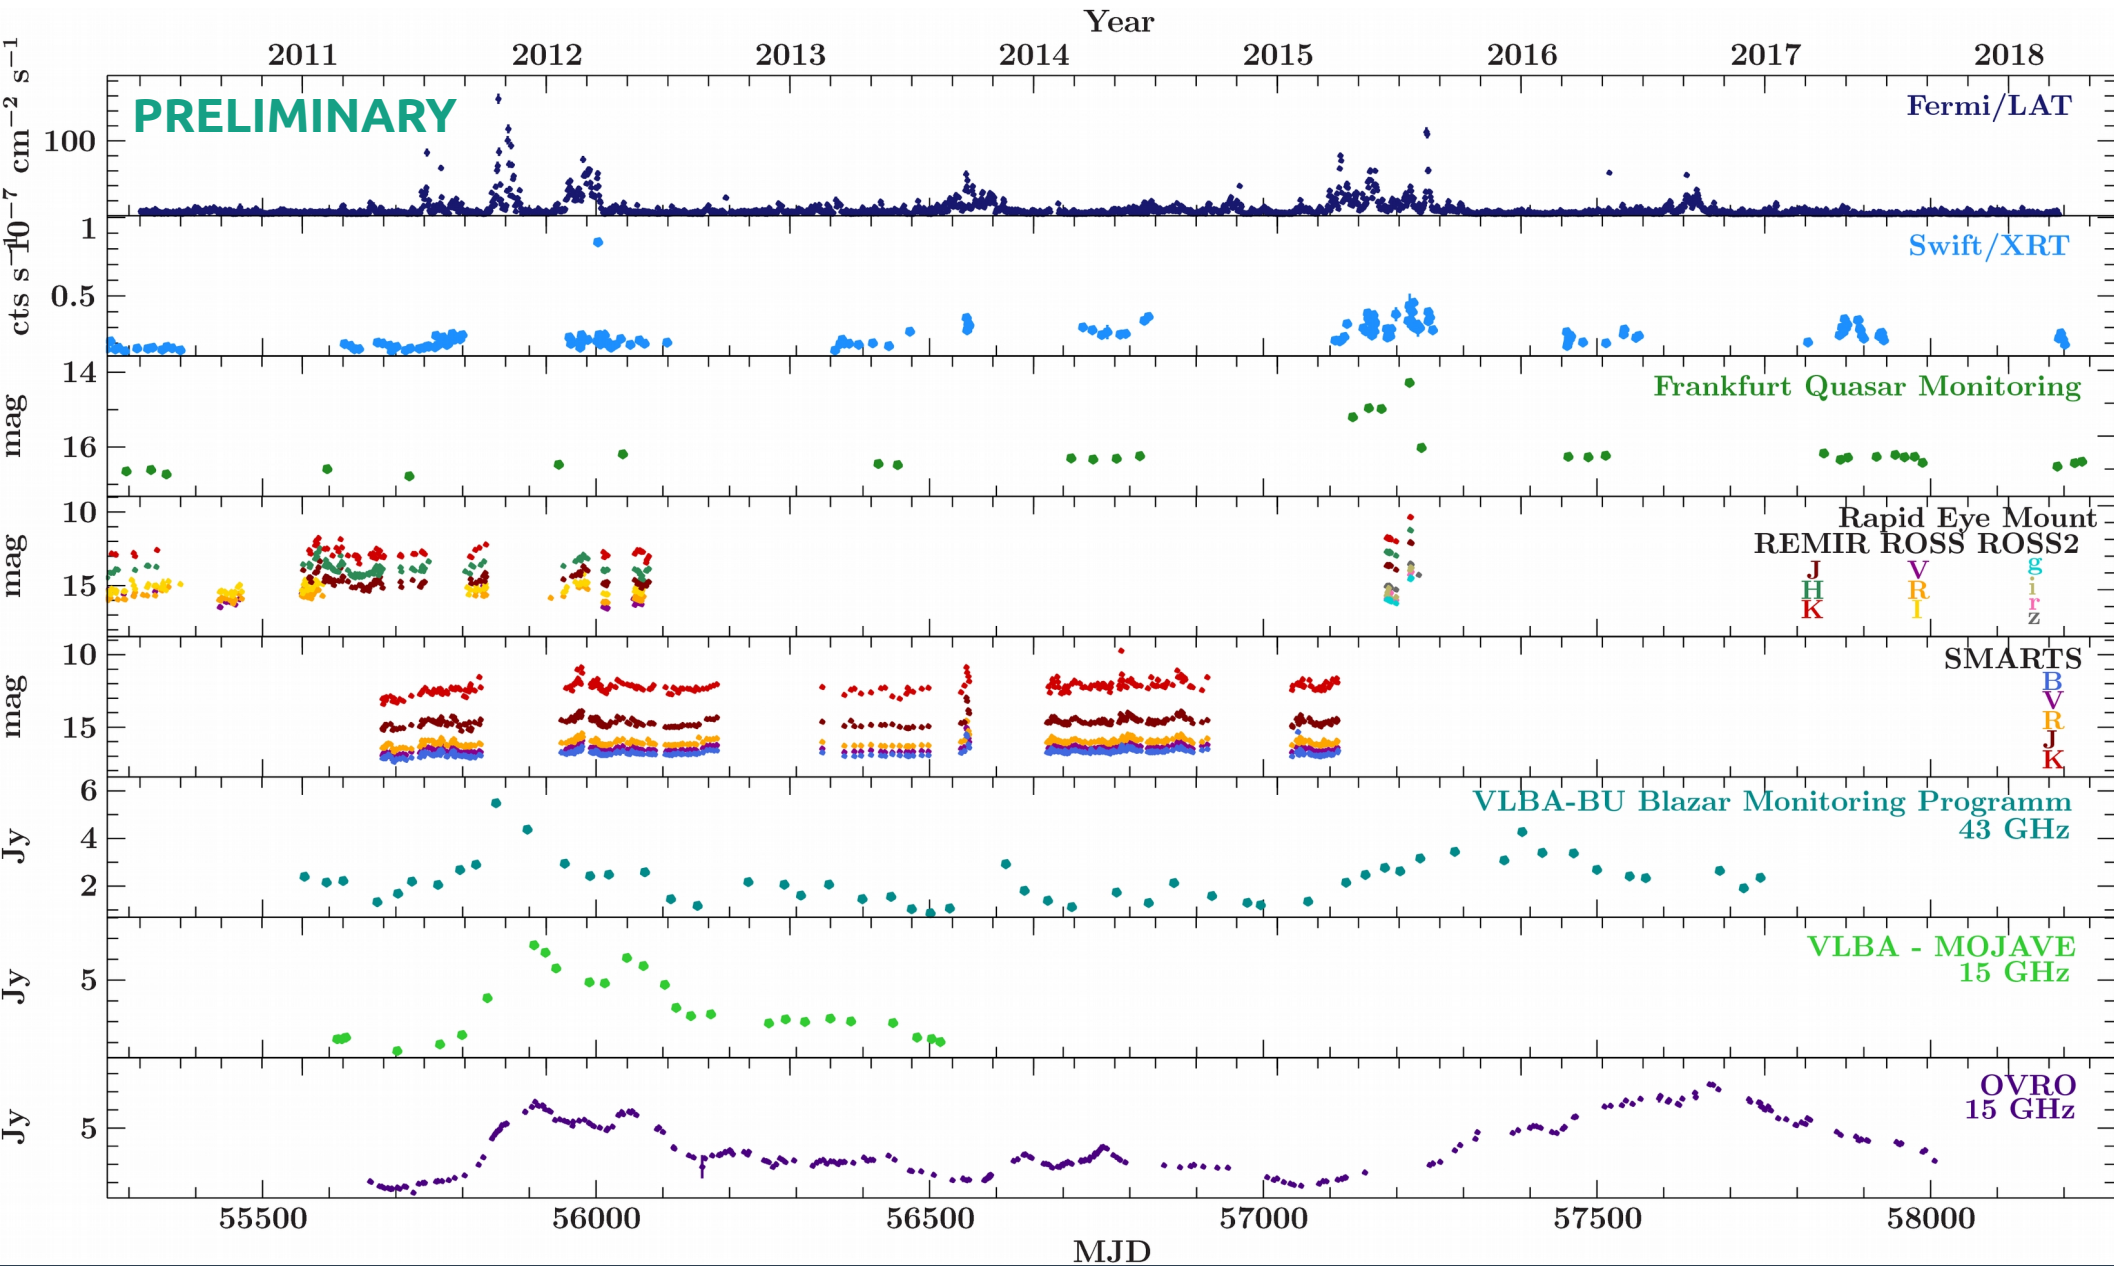 Year
2011 2012 2013 2014 2015 2016 2017 2018
PRELIMINARY
Fermi/LAT
10⁻⁷ cm⁻² s⁻¹
100
Swift/XRT
1
0.5
Frankfurt Quasar Monitoring
mag
14
16
Rapid Eye Mount
REMIR ROSS ROSS2
J V g
H R i
K I r
z
mag
10
15
SMARTS
B
V
R
J
K
mag
10
15
VLBA-BU Blazar Monitoring Programm
43 GHz
Jy
6
4
2
VLBA - MOJAVE
15 GHz
Jy
5
OVRO
15 GHz
Jy
5
55500 56000 56500 57000 57500 58000
MJD